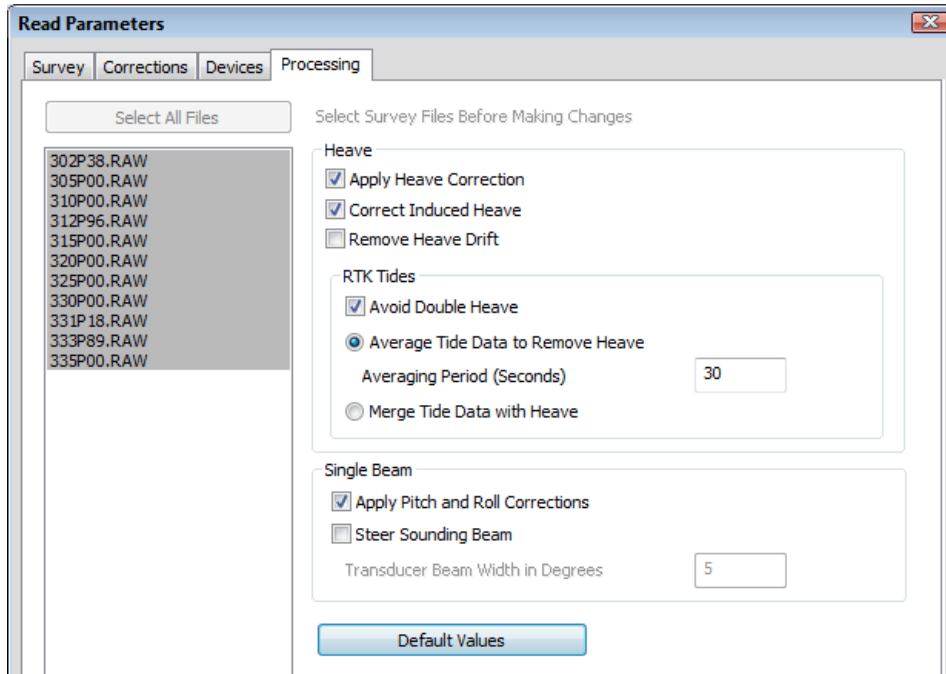 Read Parameters
Survey Corrections Devices Processing
Select All Files
Select Survey Files Before Making Changes
302P38.RAW
305P00.RAW
310P00.RAW
312P96.RAW
315P00.RAW
320P00.RAW
325P00.RAW
330P00.RAW
331P18.RAW
333P89.RAW
335P00.RAW
Heave
Apply Heave Correction
Correct Induced Heave
Remove Heave Drift
RTK Tides
Avoid Double Heave
Average Tide Data to Remove Heave
Averaging Period (Seconds) 30
Merge Tide Data with Heave
Single Beam
Apply Pitch and Roll Corrections
Steer Sounding Beam
Transducer Beam Width in Degrees 5
Default Values